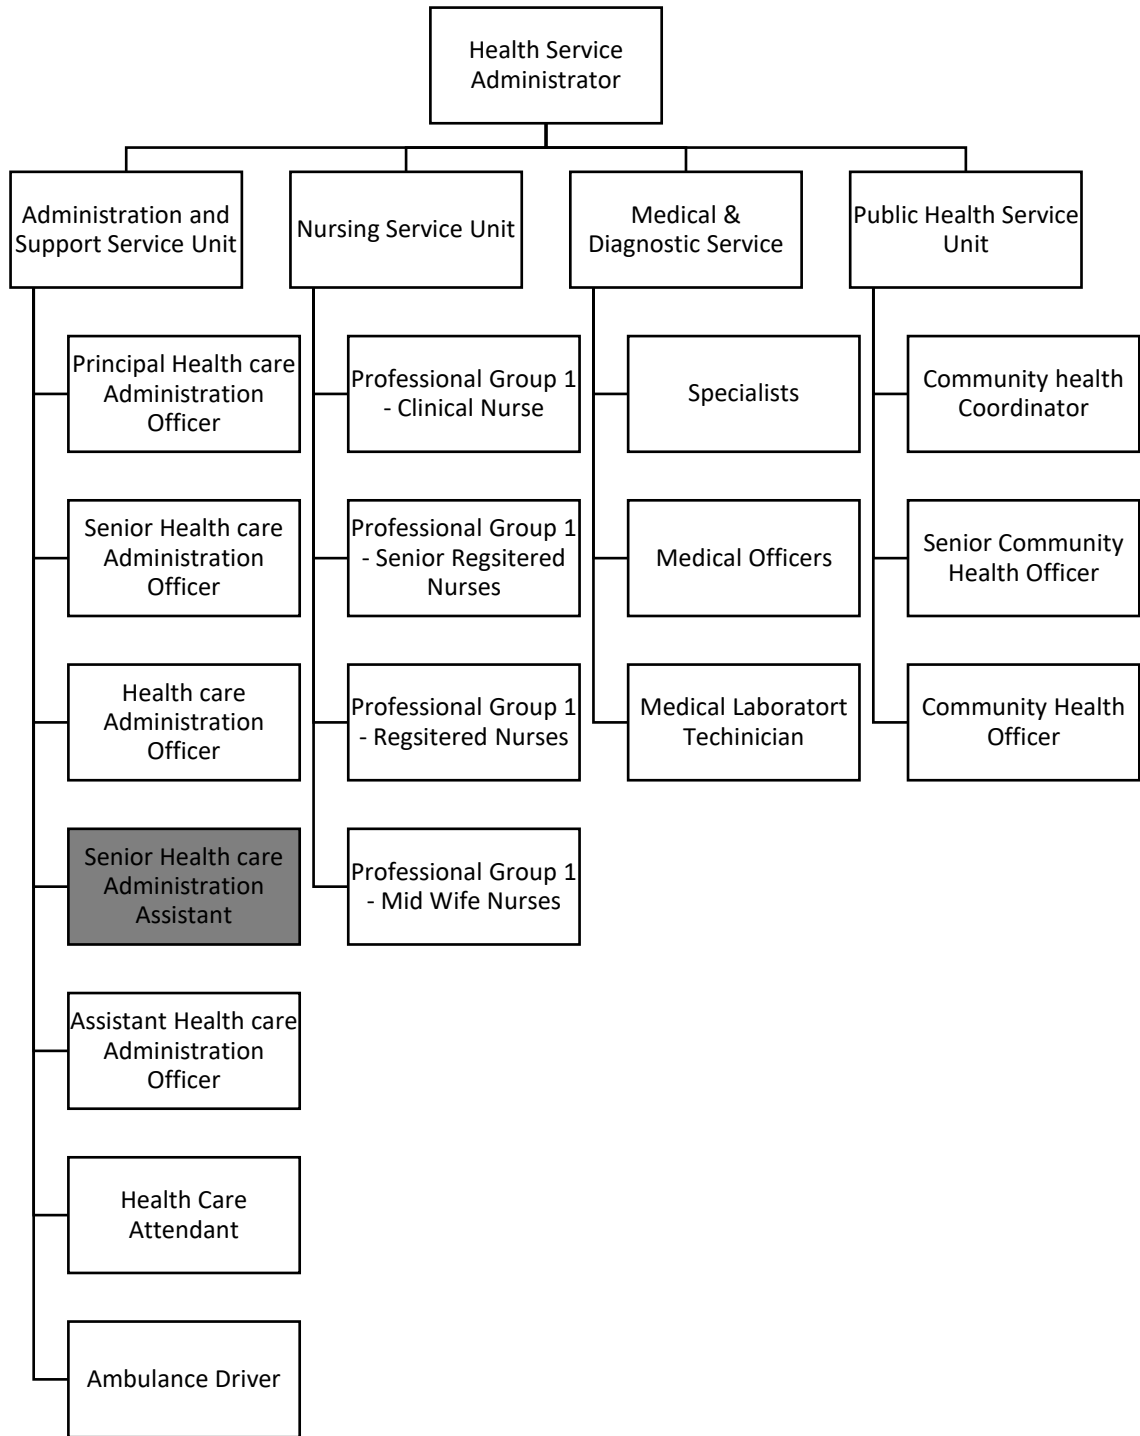 Health Service
Administrator
Administration and
Support Service Unit
Nursing Service Unit
Medical &
Diagnostic Service
Public Health Service
Unit
Principal Health care
Administration
Officer
Senior Health care
Administration
Officer
Health care
Administration
Officer
Senior Health care
Administration
Assistant
Assistant Health care
Administration
Officer
Health Care
Attendant
Ambulance Driver
Professional Group 1
- Clinical Nurse
Professional Group 1
- Senior Regsitered
Nurses
Professional Group 1
- Regsitered Nurses
Professional Group 1
- Mid Wife Nurses
Specialists
Medical Officers
Medical Laboratort
Techinician
Community health
Coordinator
Senior Community
Health Officer
Community Health
Officer